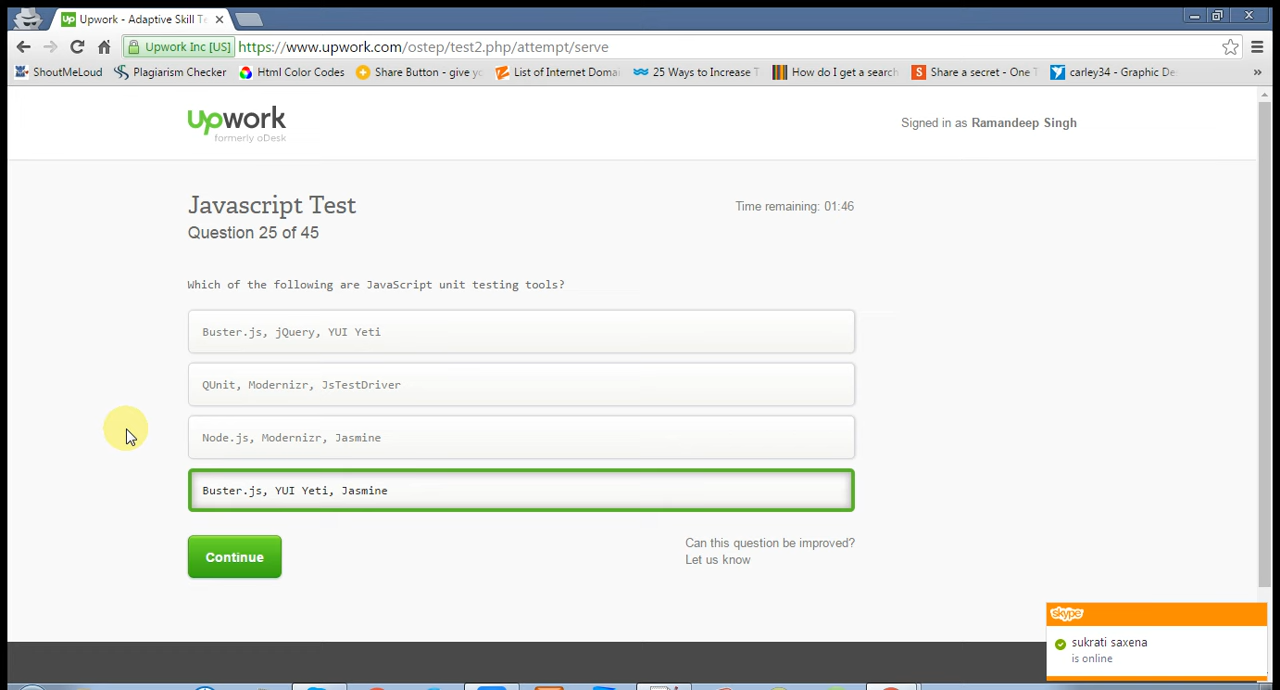 Up Upwork - Adaptive Skill Te
Upwork Inc [US] https://www.upwork.com/ostep/test2.php/attempt/serve
ShoutMeLoud Plagiarism Checker Html Color Codes Share Button - give yo List of Internet Domai 25 Ways to Increase T How do I get a search S Share a secret - One T carley34 - Graphic De
upwork
formerly oDesk
Signed in as Ramandeep Singh
Javascript Test
Time remaining: 01:46
Question 25 of 45
Which of the following are JavaScript unit testing tools?
Buster.js, jQuery, YUI Yeti
QUnit, Modernizr, JsTestDriver
Node.js, Modernizr, Jasmine
Buster.js, YUI Yeti, Jasmine
Continue
Can this question be improved?
Let us know
skype
sukrati saxena
is online